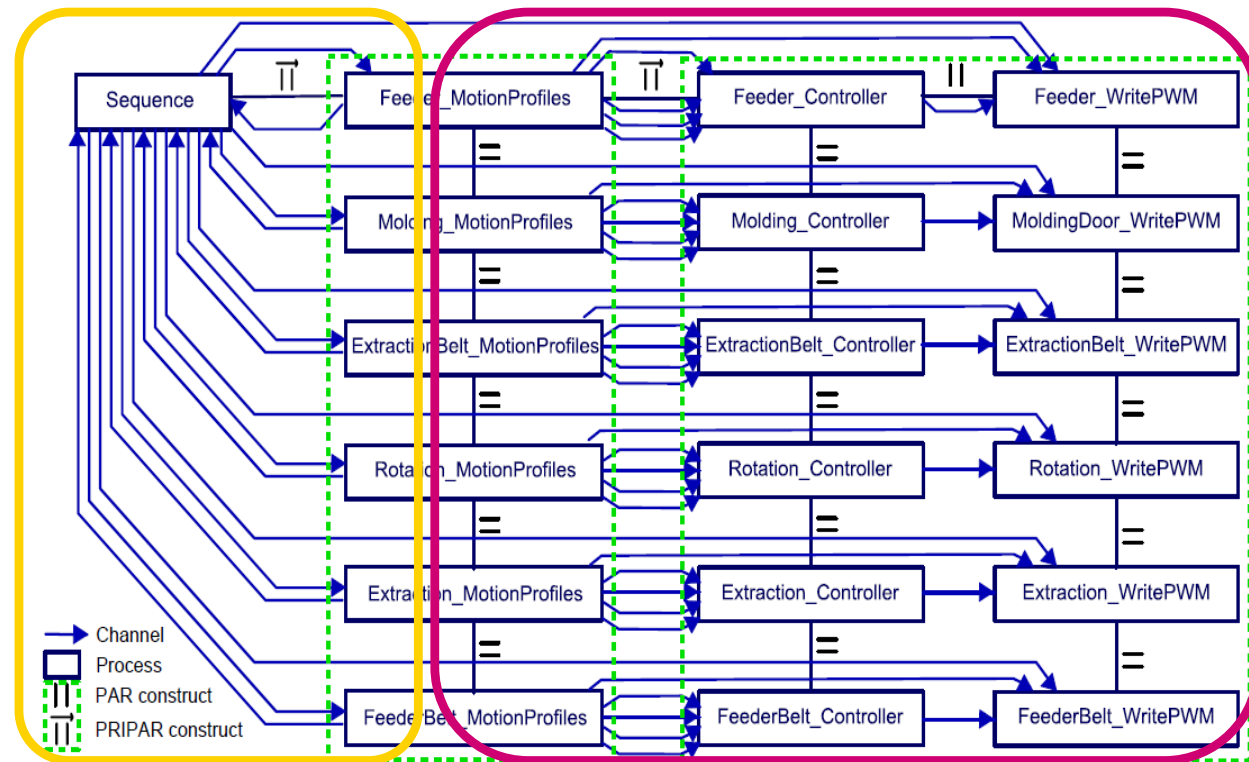 Sequence
Feeder_MotionProfiles
Feeder_Controller
Feeder_WritePWM
Molding_MotionProfiles
Molding_Controller
MoldingDoor_WritePWM
ExtractionBelt_MotionProfiles
ExtractionBelt_Controller
ExtractionBelt_WritePWM
Rotation_MotionProfiles
Rotation_Controller
Rotation_WritePWM
Extraction_MotionProfiles
Extraction_Controller
Extraction_WritePWM
FeederBelt_MotionProfiles
FeederBelt_Controller
FeederBelt_WritePWM
Channel
Process
PAR construct
PRIPAR construct